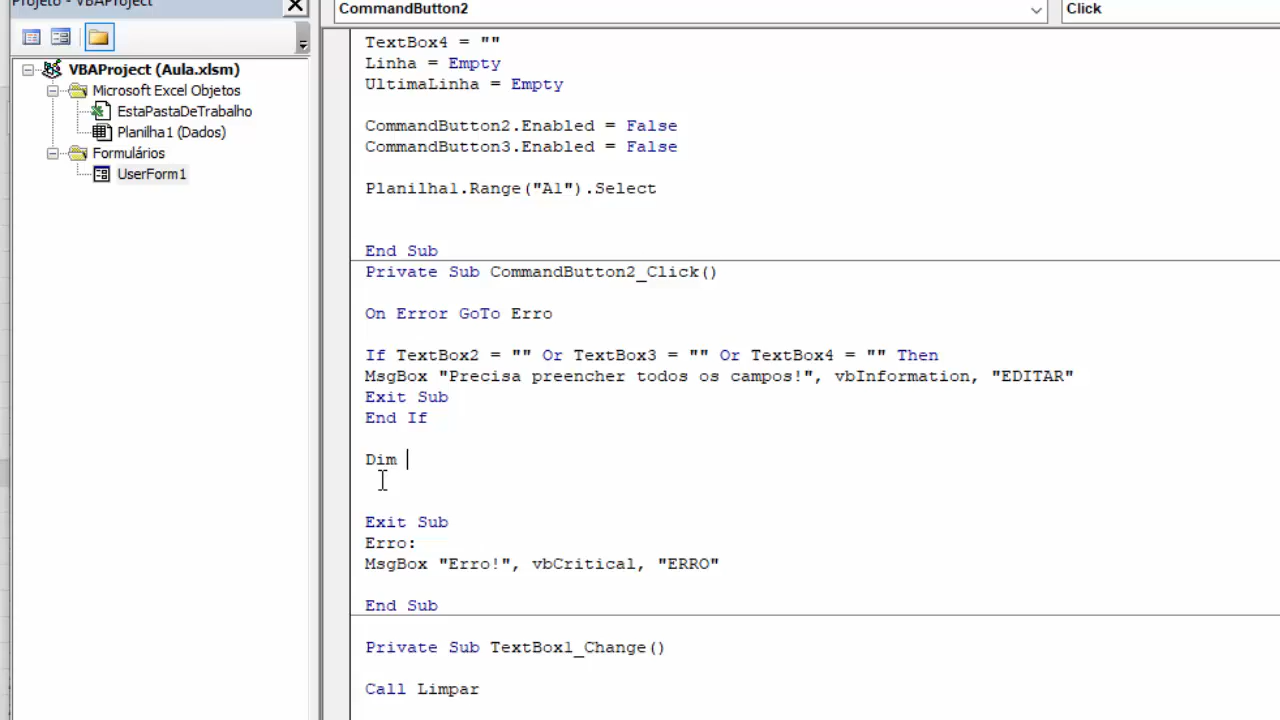 Projeto - VBAProject
VBAProject (Aula.xlsm)
Microsoft Excel Objetos
EstaPastaDeTrabalho
Planilha1 (Dados)
Formulários
UserForm1
CommandButton2
Click
TextBox4 = ""
Linha = Empty
UltimaLinha = Empty
CommandButton2.Enabled = False
CommandButton3.Enabled = False
Planilha1.Range("A1").Select
End Sub
Private Sub CommandButton2_Click()
On Error GoTo Erro
If TextBox2 = "" Or TextBox3 = "" Or TextBox4 = "" Then
MsgBox "Precisa preencher todos os campos!", vbInformation, "EDITAR"
Exit Sub
End If
Dim
Exit Sub
Erro:
MsgBox "Erro!", vbCritical, "ERRO"
End Sub
Private Sub TextBox1_Change()
Call Limpar